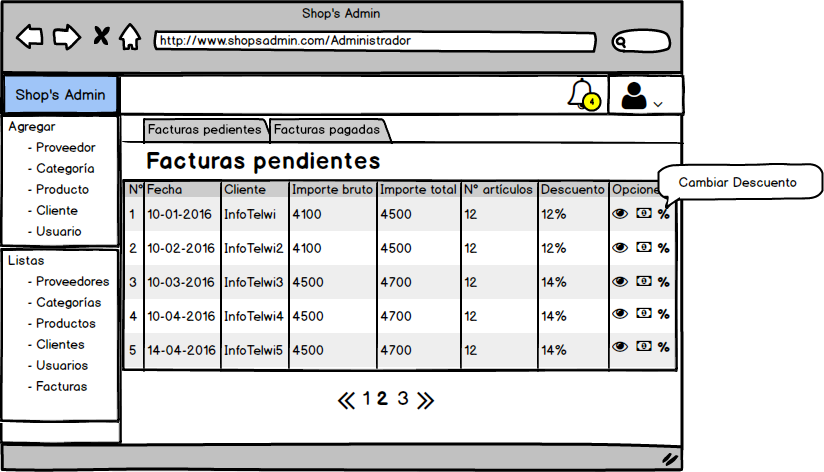 Shop's Admin
http://www.shopsadmin.com/Administrador
Shop's Admin
4
Agregar
- Proveedor
- Categoría
- Producto
- Cliente
- Usuario
Listas
- Proveedores
- Categorías
- Productos
- Clientes
- Usuarios
- Facturas
Facturas pedientes Facturas pagadas
Facturas pendientes
N° Fecha Cliente Importe bruto Importe total N° artículos Descuento Opcione
Cambiar Descuento
1 10-01-2016 InfoTelwi 4100 4500 12 12% %
2 10-02-2016 InfoTelwi2 4100 4500 12 12% %
3 10-03-2016 InfoTelwi3 4500 4700 12 14% %
4 10-04-2016 InfoTelwi4 4500 4700 12 14% %
5 14-04-2016 InfoTelwi5 4500 4700 12 14% %
« 1 2 3 »